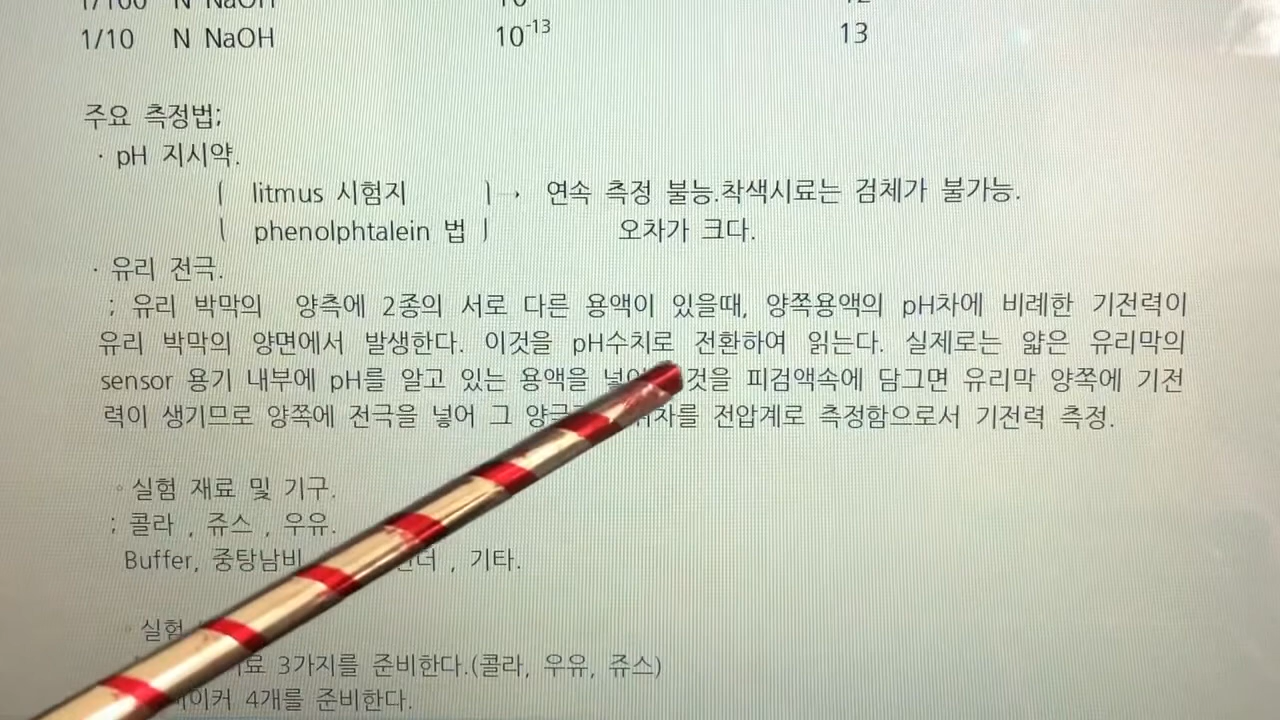 1/100 N NaOH 12
1/10 N NaOH 10⁻¹³ 13
주요 측정법;
· pH 지시약.
litmus 시험지 → 연속 측정 불능.착색시료는 검체가 불가능.
phenolphtalein 법 오차가 크다.
· 유리 전극.
; 유리 박막의 양측에 2종의 서로 다른 용액이 있을때, 양쪽용액의 pH차에 비례한 기전력이
유리 박막의 양면에서 발생한다. 이것을 pH수치로 전환하여 읽는다. 실제로는 얇은 유리막의
sensor 용기 내부에 pH를 알고 있는 용액을 피검액속에 담그면 유리막 양쪽에 기전
력이 생기므로 양쪽에 전극을 넣어 그 전압계로 측정함으로서 기전력 측정.
◦ 실험 재료 및 기구.
; 콜라 , 쥬스 , 우유.
Buffer, 중탕남비 , 기타.
◦ 실험
3가지를 준비한다.(콜라, 우유, 쥬스)
4개를 준비한다.